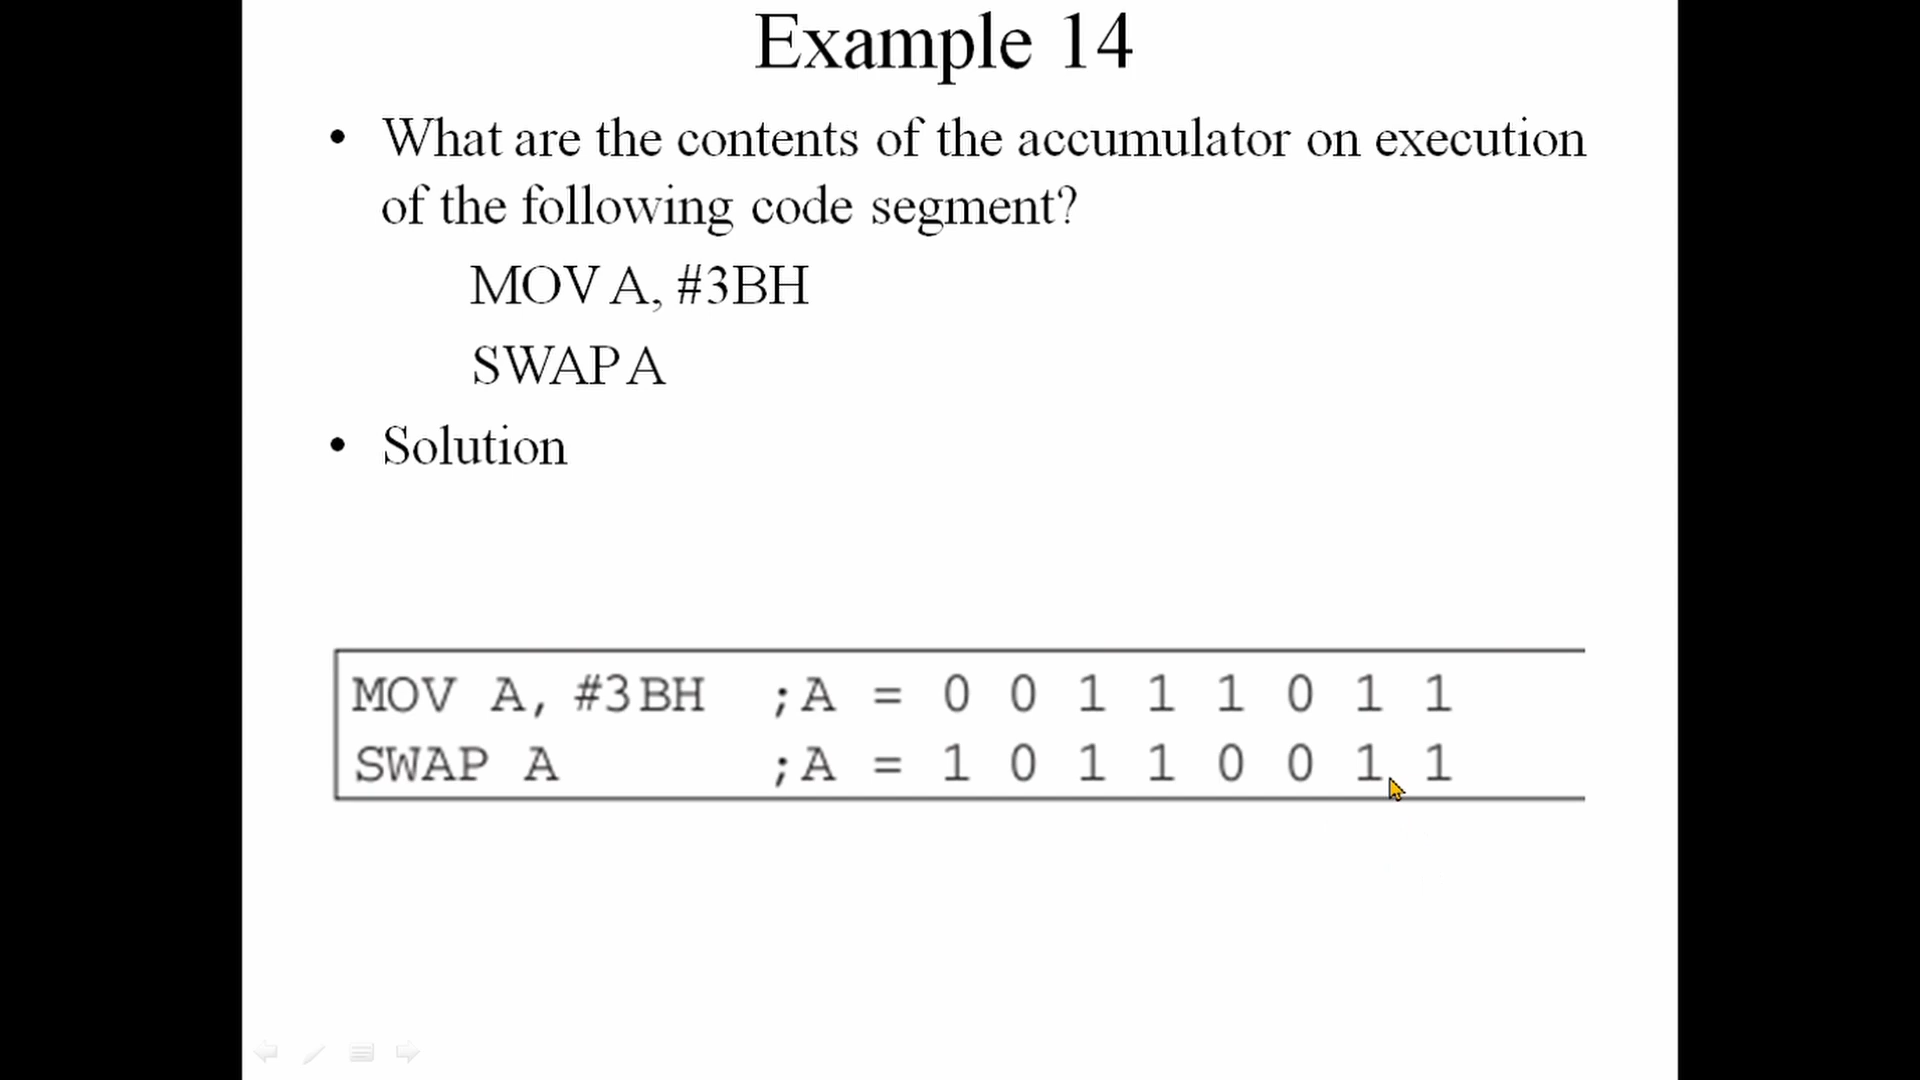 Example 14
• What are the contents of the accumulator on execution
of the following code segment?
MOV A, #3BH
SWAP A
• Solution
MOV A, #3BH ;A = 0 0 1 1 1 0 1 1
SWAP A ;A = 1 0 1 1 0 0 1 1